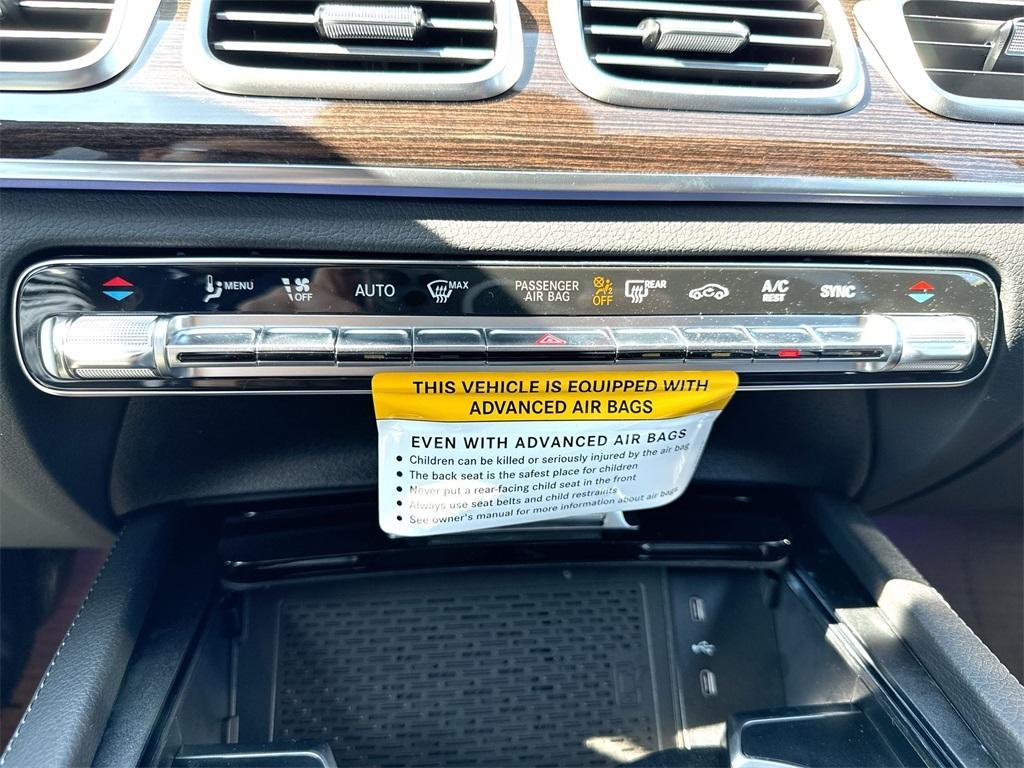 MENU OFF AUTO MAX PASSENGER AIR BAG OFF REAR A/C REST SYNC
THIS VEHICLE IS EQUIPPED WITH
ADVANCED AIR BAGS
EVEN WITH ADVANCED AIR BAGS
• Children can be killed or seriously injured by the air bag
• The back seat is the safest place for children
• Never put a rear-facing child seat in the front
• Always use seat belts and child restraints
• See owner's manual for more information about air bags